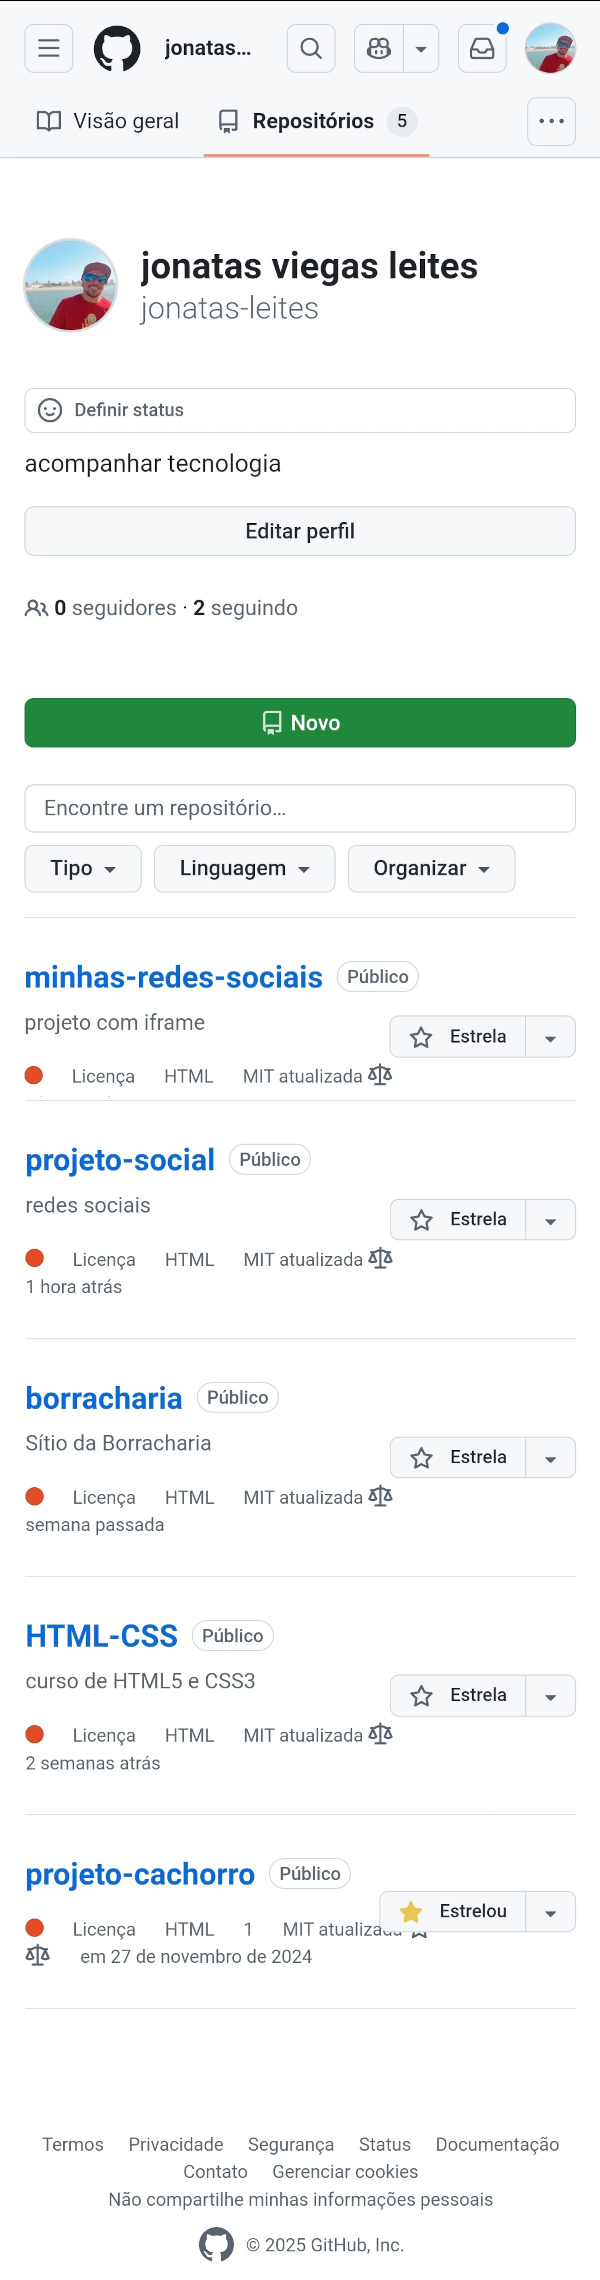 jonatas...
Visão geral
Repositórios 5
jonatas viegas leites
jonatas-leites
Definir status
acompanhar tecnologia
Editar perfil
0 seguidores · 2 seguindo
Novo
Encontre um repositório...
Tipo
Linguagem
Organizar
minhas-redes-sociais Público
projeto com iframe
Estrela
Licença HTML MIT atualizada
projeto-social Público
redes sociais
Estrela
Licença HTML MIT atualizada
1 hora atrás
borracharia Público
Sítio da Borracharia
Estrela
Licença HTML MIT atualizada
semana passada
HTML-CSS Público
curso de HTML5 e CSS3
Estrela
Licença HTML MIT atualizada
2 semanas atrás
projeto-cachorro Público
Estrelou
Licença HTML 1 MIT atualizada
em 27 de novembro de 2024
Termos Privacidade Segurança Status Documentação
Contato Gerenciar cookies
Não compartilhe minhas informações pessoais
© 2025 GitHub, Inc.